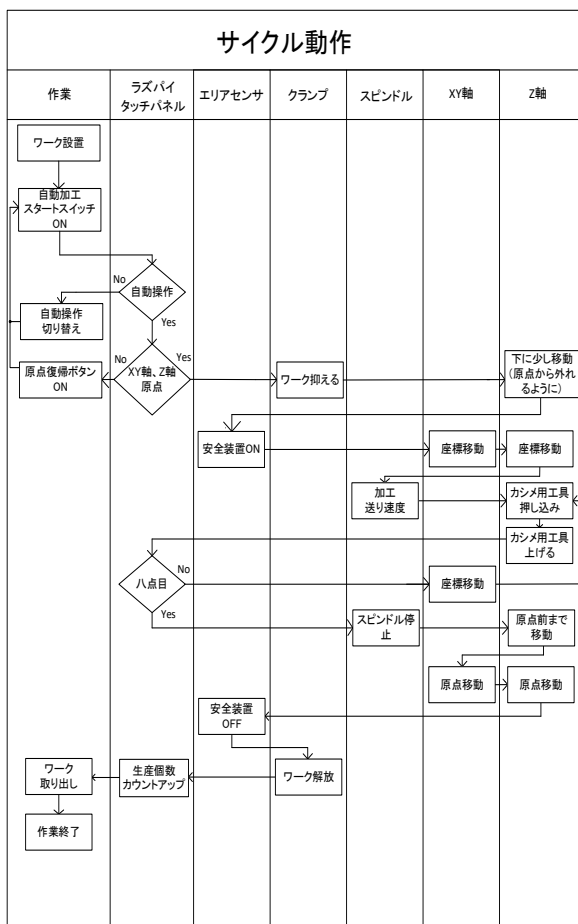 サイクル動作
作業
ラズパイ
タッチパネル
エリアセンサ
クランプ
スピンドル
XY軸
Z軸
ワーク設置
自動加工
スタートスイッチ
ON
自動操作
No
Yes
自動操作
切り替え
XY軸、Z軸
原点
No
Yes
原点復帰ボタン
ON
ワーク抑える
下に少し移動
(原点から外れ
るように)
安全装置ON
座標移動
座標移動
加工
送り速度
カシメ用工具
押し込み
カシメ用工具
上げる
八点目
No
Yes
座標移動
スピンドル停
止
原点前まで
移動
原点移動
原点移動
安全装置
OFF
ワーク解放
生産個数
カウントアップ
ワーク
取り出し
作業終了